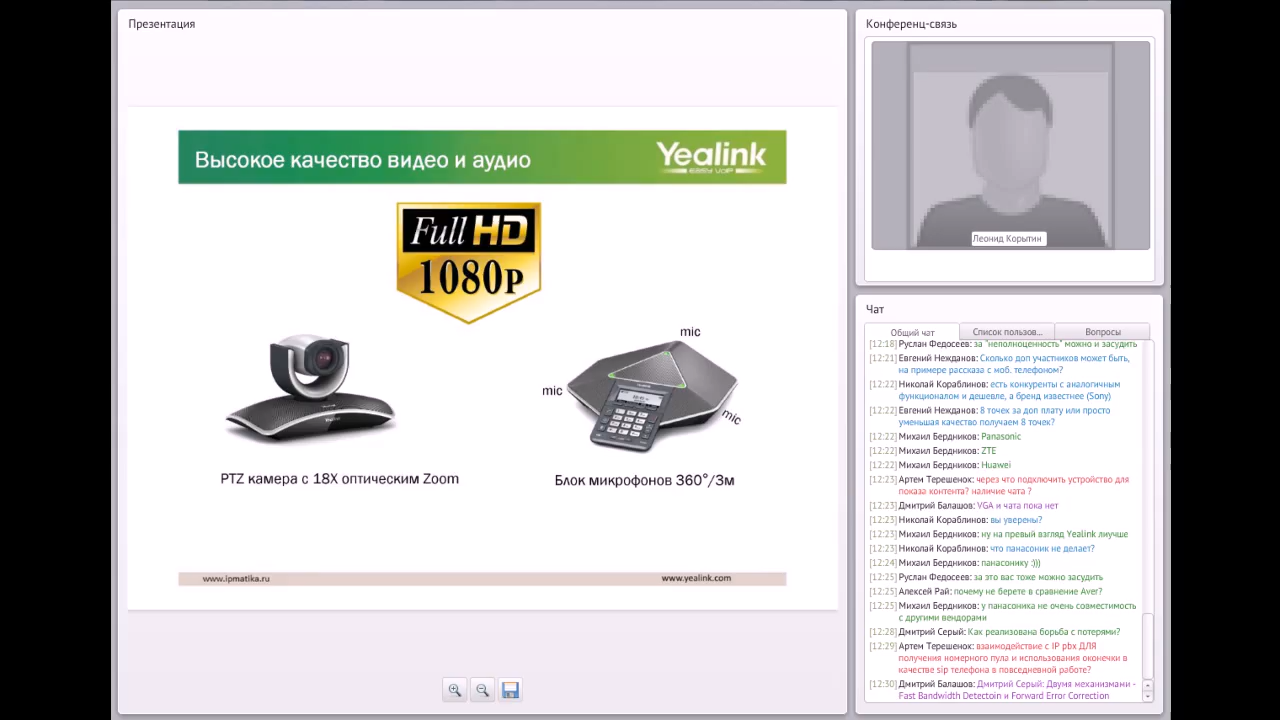 Презентация
Высокое качество видео и аудио
Yealink
EASY VoIP
Full HD
1080P
mic
mic
mic
PTZ камера с 18X оптическим Zoom
Блок микрофонов 360°/3м
www.ipmatika.ru
www.yealink.com
Конференц-связь
Леонид Корытин
Чат
Общий чат
Список пользов...
Вопросы
[12:18] Руслан Федосеев: за "неполноценность" можно и засудить
[12:21] Евгений Нежданов: Сколько доп участников может быть,
на примере рассказа с моб. телефоном?
[12:22] Николай Кораблинов: есть конкуренты с аналогичным
функционалом и дешевле, а бренд известнее (Sony)
[12:22] Евгений Нежданов: 8 точек за доп плату или просто
уменьшая качество получаем 8 точек?
[12:22] Михаил Бердников: Panasonic
[12:22] Михаил Бердников: ZTE
[12:22] Михаил Бердников: Huawei
[12:23] Артем Терешенок: через что подключить устройство для
показа контента? наличие чата ?
[12:23] Дмитрий Балашов: VGA и чата пока нет
[12:23] Николай Кораблинов: вы уверены?
[12:23] Михаил Бердников: ну на превый взгляд Yealink лиучше
[12:23] Николай Кораблинов: что панасоник не делает?
[12:24] Михаил Бердников: панасонику :)))
[12:25] Руслан Федосеев: за это вас тоже можно засудить
[12:25] Алексей Рай: почему не берете в сравнение Aver?
[12:25] Михаил Бердников: у панасоника не очень совместимость
с другими вендорами
[12:28] Дмитрий Серый: Как реализована борьба с потерями?
[12:29] Артем Терешенок: взаимодействие с IP pbx ДЛЯ
получения номерного пула и использования оконечки в
качестве sip телефона в повседневной работе?
[12:30] Дмитрий Балашов: Дмитрий Серый: Двумя механизмами -
Fast Bandwidth Detectoin и Forward Error Correction